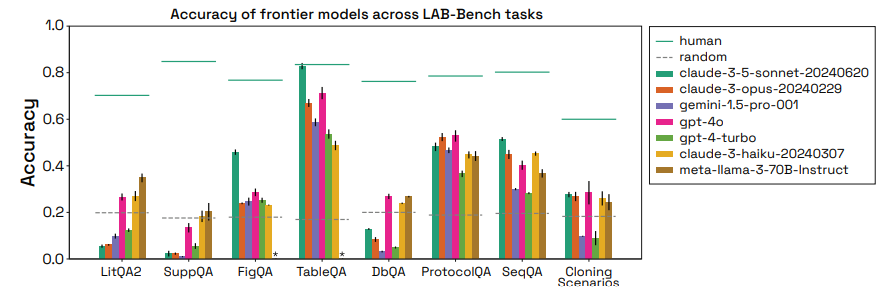 Accuracy of frontier models across LAB-Bench tasks
Accuracy
1.0
0.8
0.6
0.4
0.2
0.0
* *
LitQA2 SuppQA FigQA TableQA DbQA ProtocolQA SeqQA Cloning
Scenarios
human
random
claude-3-5-sonnet-20240620
claude-3-opus-20240229
gemini-1.5-pro-001
gpt-4o
gpt-4-turbo
claude-3-haiku-20240307
meta-llama-3-70B-Instruct